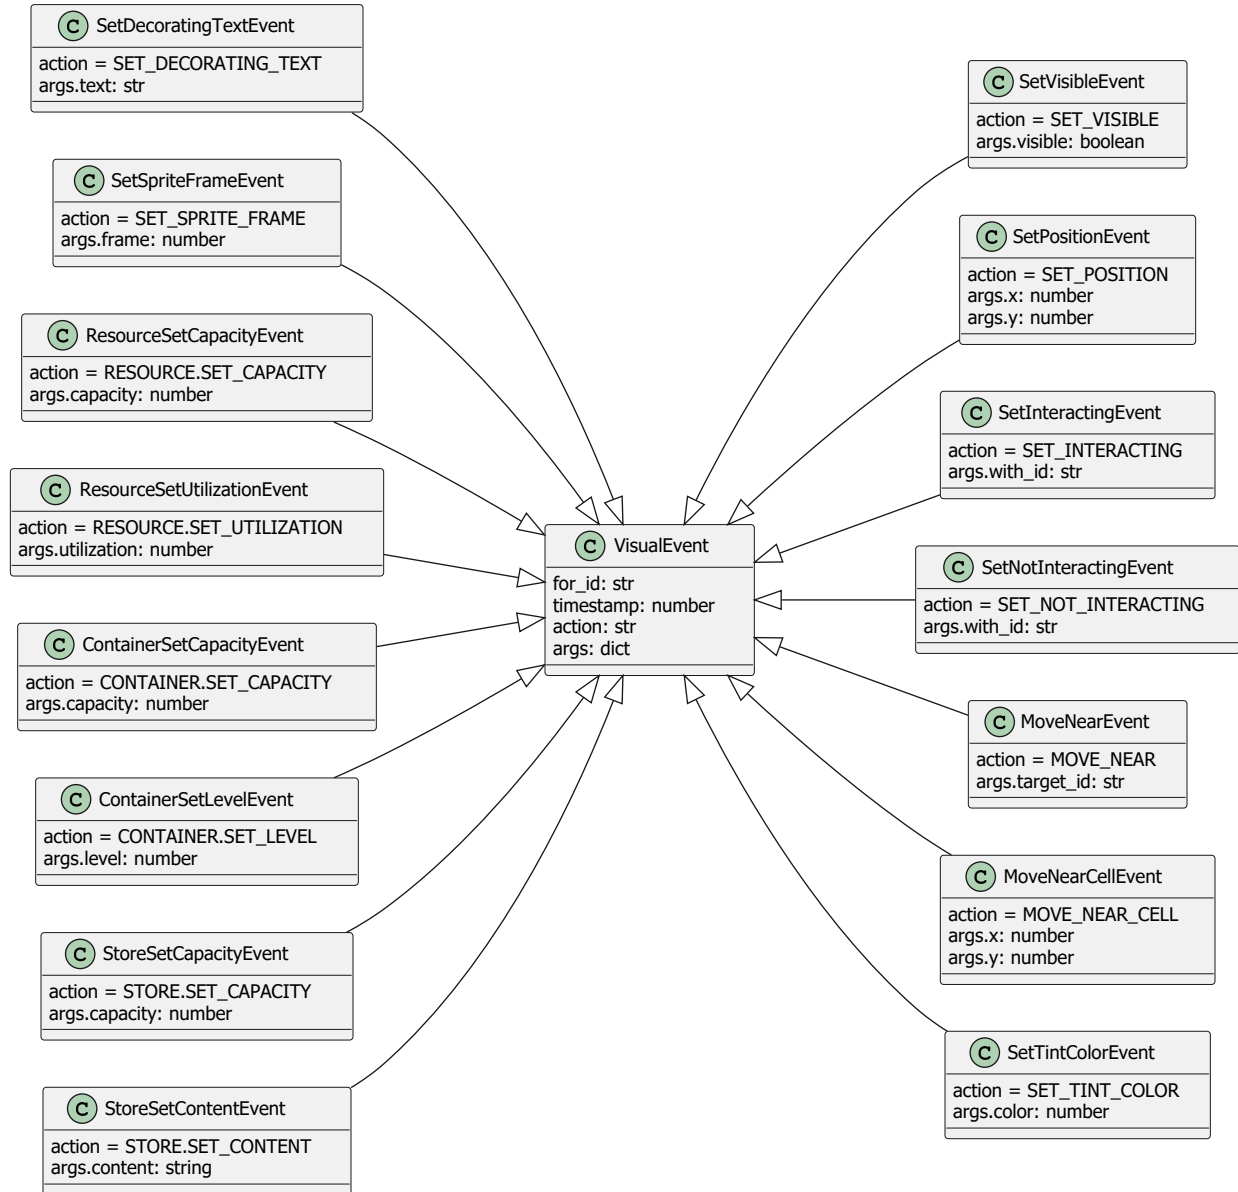 C SetDecoratingTextEvent
action = SET_DECORATING_TEXT
args.text: str
C SetSpriteFrameEvent
action = SET_SPRITE_FRAME
args.frame: number
C ResourceSetCapacityEvent
action = RESOURCE.SET_CAPACITY
args.capacity: number
C ResourceSetUtilizationEvent
action = RESOURCE.SET_UTILIZATION
args.utilization: number
C ContainerSetCapacityEvent
action = CONTAINER.SET_CAPACITY
args.capacity: number
C ContainerSetLevelEvent
action = CONTAINER.SET_LEVEL
args.level: number
C StoreSetCapacityEvent
action = STORE.SET_CAPACITY
args.capacity: number
C StoreSetContentEvent
action = STORE.SET_CONTENT
args.content: string
C VisualEvent
for_id: str
timestamp: number
action: str
args: dict
C SetVisibleEvent
action = SET_VISIBLE
args.visible: boolean
C SetPositionEvent
action = SET_POSITION
args.x: number
args.y: number
C SetInteractingEvent
action = SET_INTERACTING
args.with_id: str
C SetNotInteractingEvent
action = SET_NOT_INTERACTING
args.with_id: str
C MoveNearEvent
action = MOVE_NEAR
args.target_id: str
C MoveNearCellEvent
action = MOVE_NEAR_CELL
args.x: number
args.y: number
C SetTintColorEvent
action = SET_TINT_COLOR
args.color: number